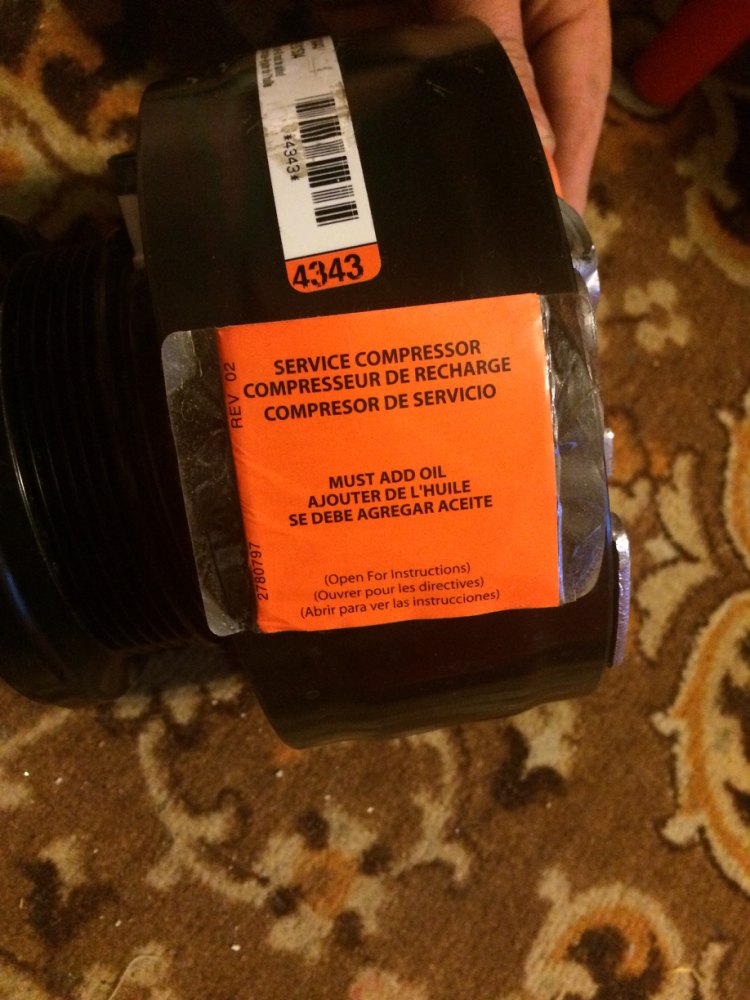 *4343*
4343
SERVICE COMPRESSOR
COMPRESSEUR DE RECHARGE
COMPRESOR DE SERVICIO
MUST ADD OIL
AJOUTER DE L'HUILE
SE DEBE AGREGAR ACEITE
(Open For Instructions)
(Ouvrer pour les directives)
(Abrir para ver las instrucciones)
REV 02
2780797